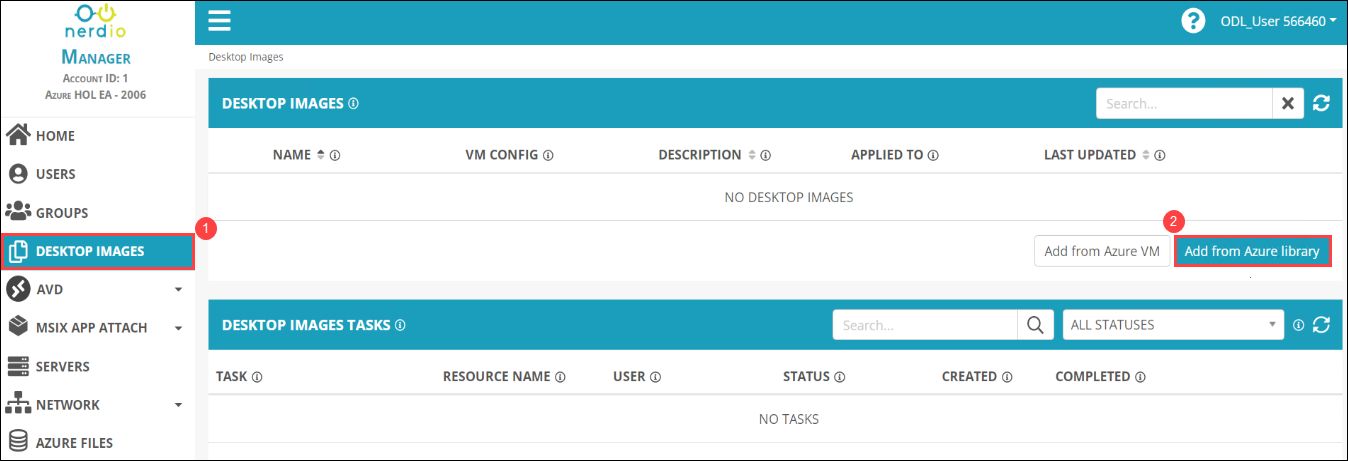 nerdio
MANAGER
ACCOUNT ID: 1
AZURE HOL EA - 2006
HOME
USERS
GROUPS
1
DESKTOP IMAGES
AVD
MSIX APP ATTACH
SERVERS
NETWORK
AZURE FILES
? ODL_User 566460
Desktop Images
DESKTOP IMAGES Search...
NAME VM CONFIG DESCRIPTION APPLIED TO LAST UPDATED
NO DESKTOP IMAGES
2
Add from Azure VM Add from Azure library
DESKTOP IMAGES TASKS Search... ALL STATUSES
TASK RESOURCE NAME USER STATUS CREATED COMPLETED
NO TASKS